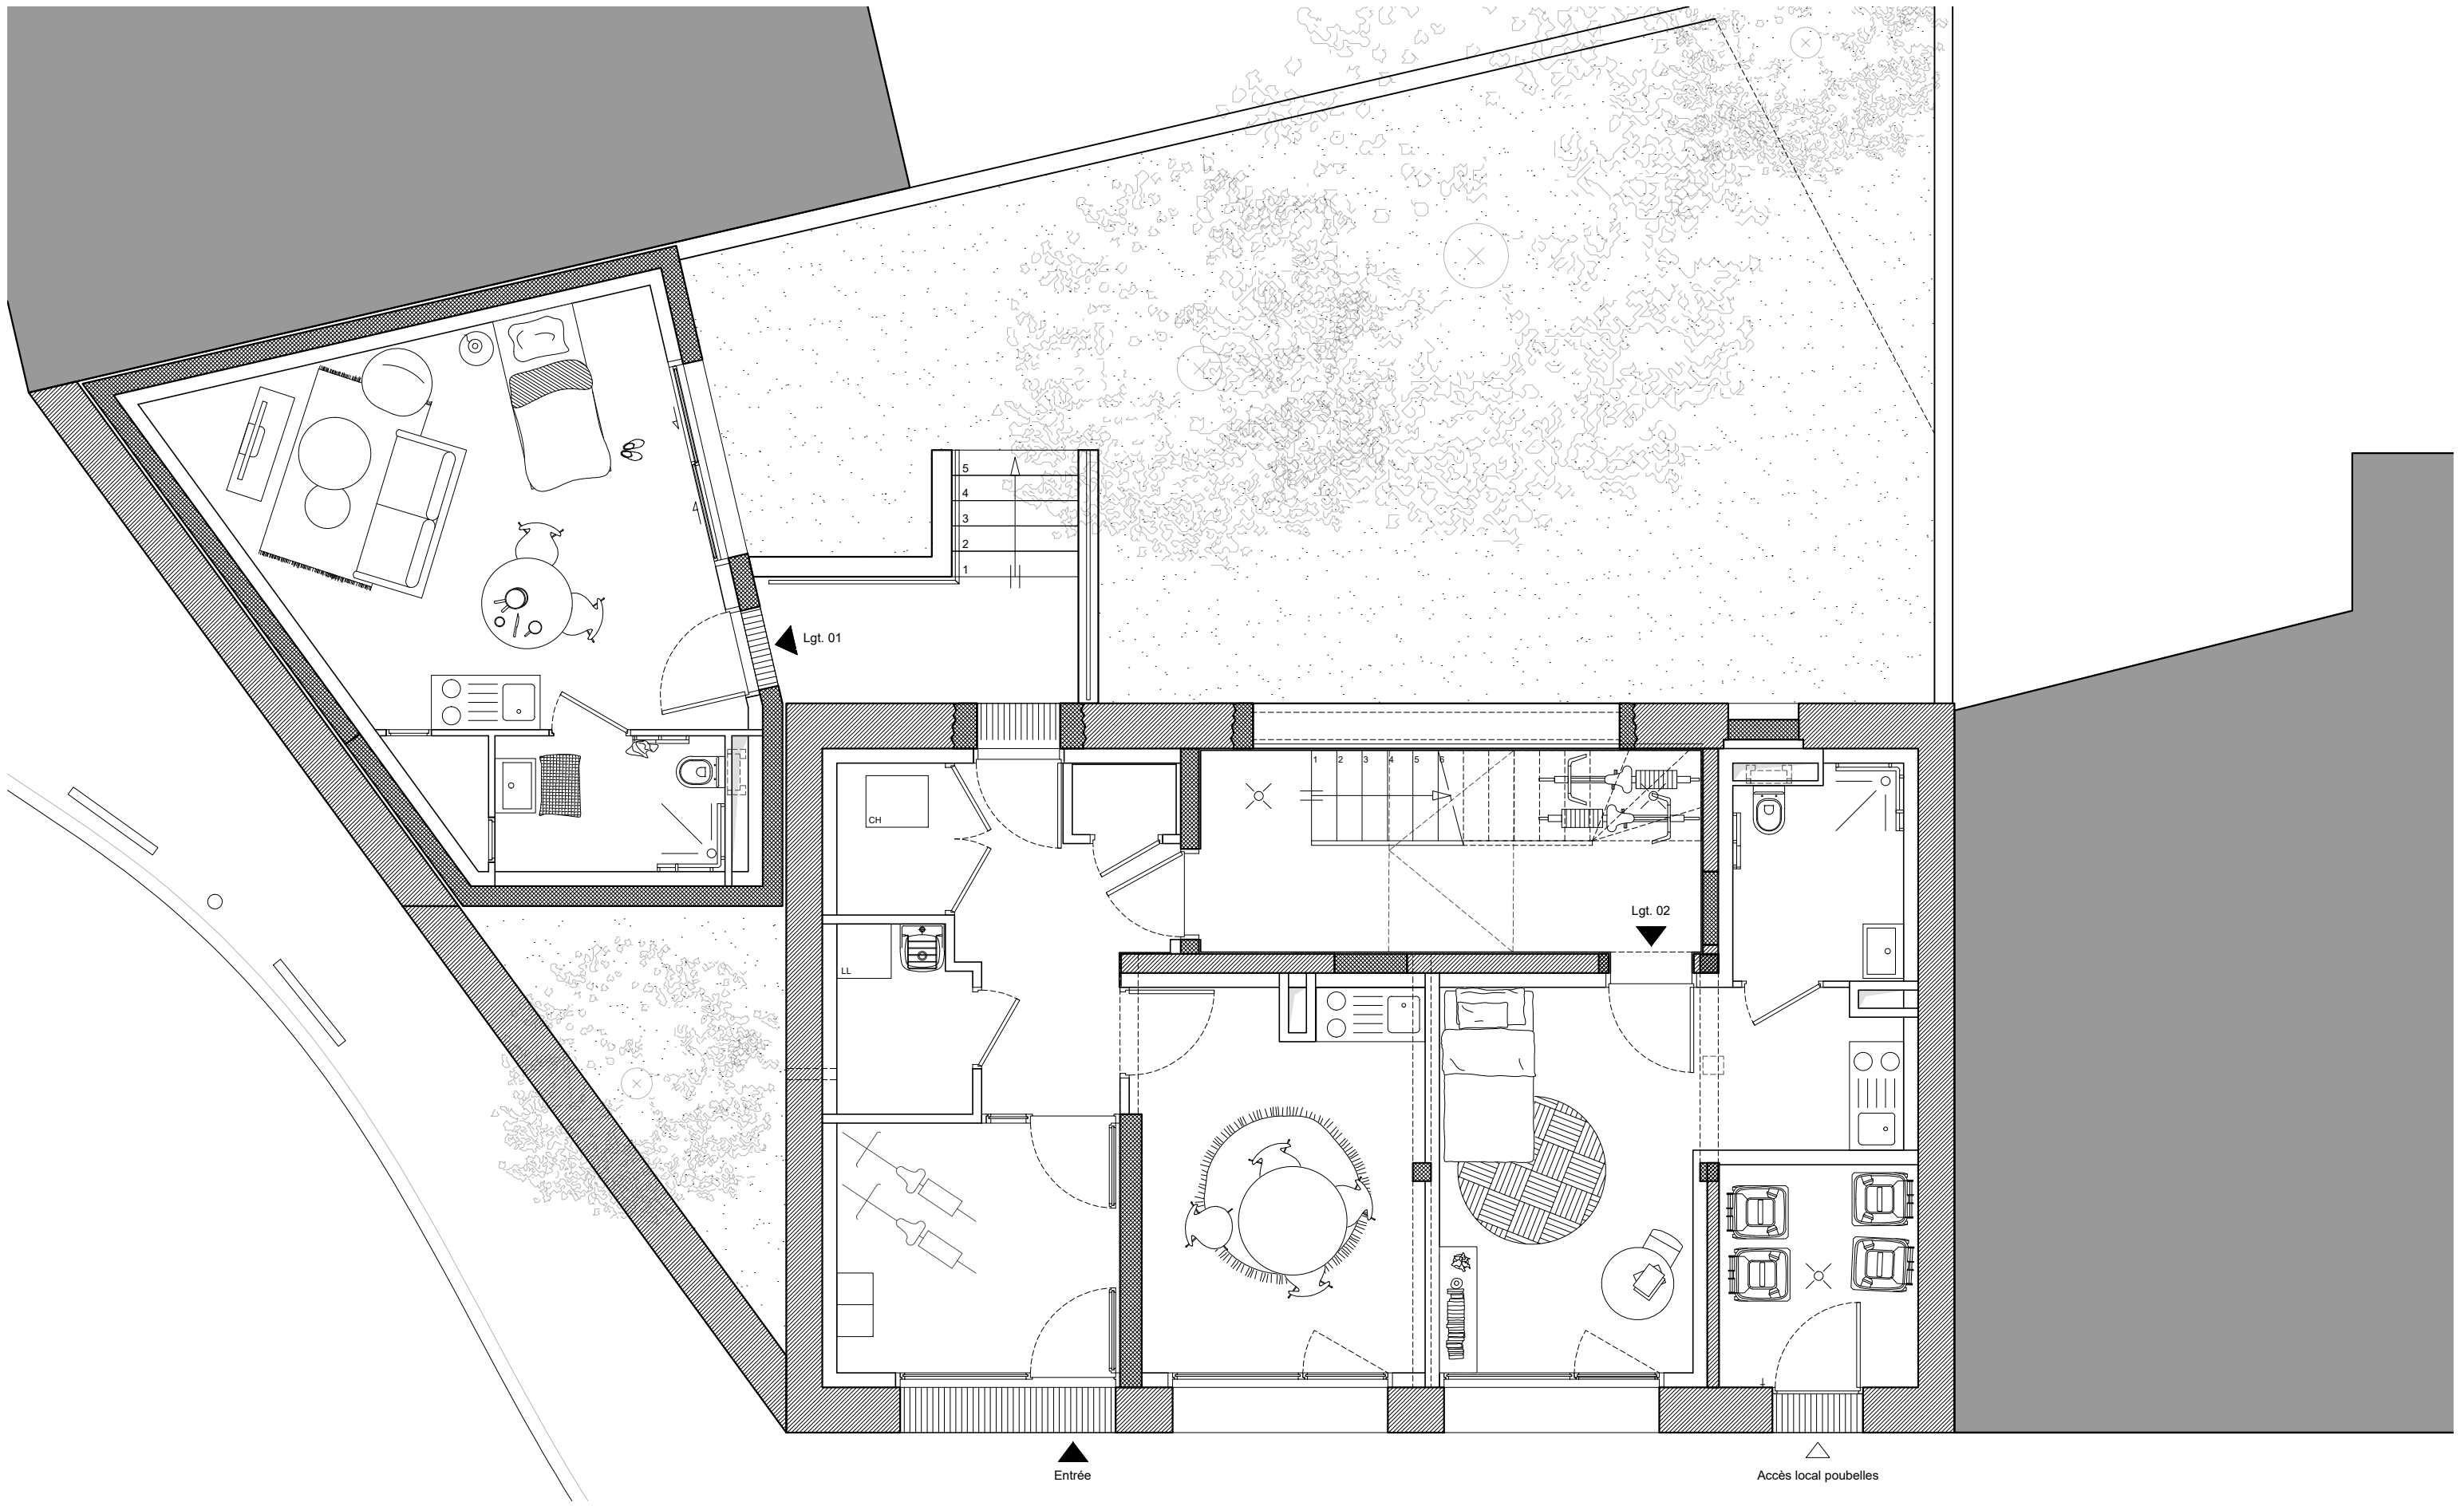 5
4
3
2
1
Lgt. 01
1 2 3 4 5 6
CH
Lgt. 02
LL
Entrée
Accès local poubelles